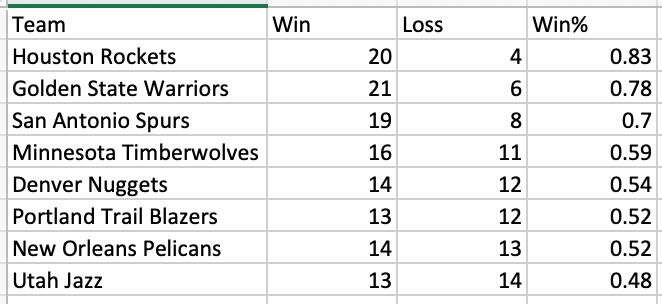 Team Win Loss Win%
Houston Rockets 20 4 0.83
Golden State Warriors 21 6 0.78
San Antonio Spurs 19 8 0.7
Minnesota Timberwolves 16 11 0.59
Denver Nuggets 14 12 0.54
Portland Trail Blazers 13 12 0.52
New Orleans Pelicans 14 13 0.52
Utah Jazz 13 14 0.48